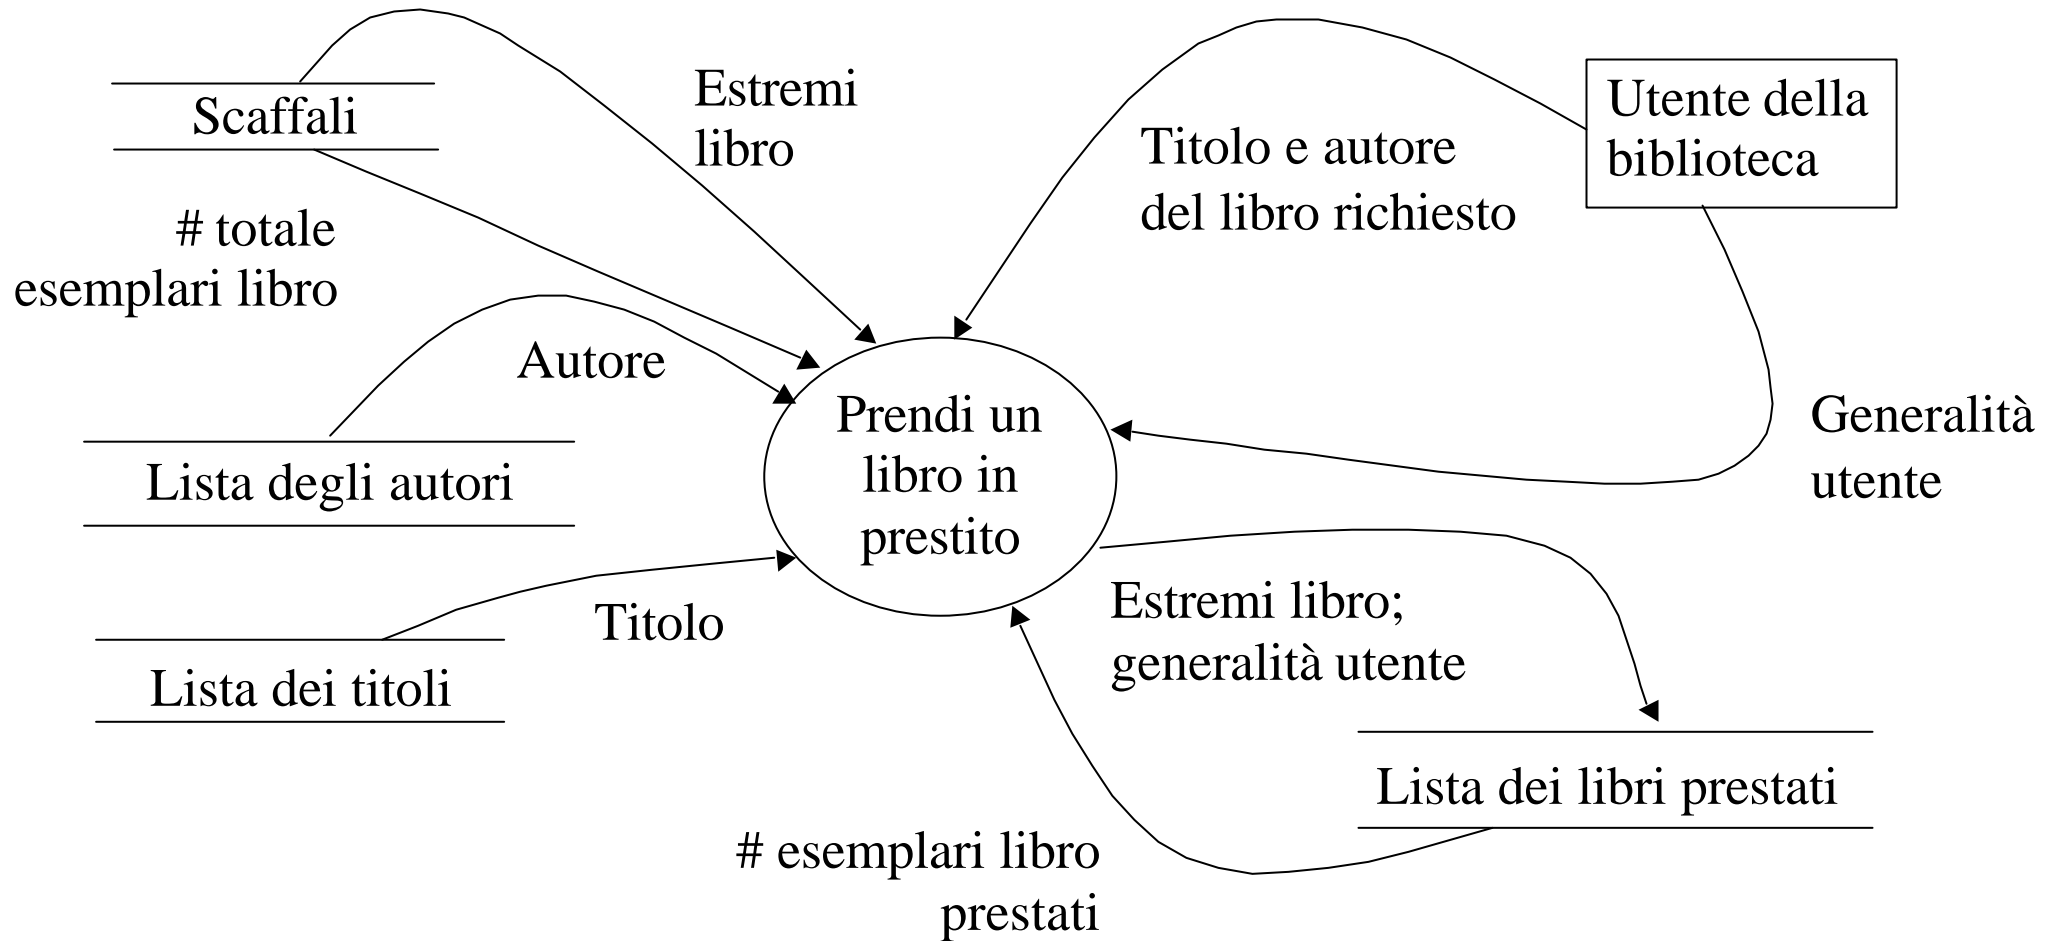 Scaffali
Estremi
libro
Utente della
biblioteca
Titolo e autore
del libro richiesto
# totale
esemplari libro
Autore
Generalità
utente
Prendi un
libro in
prestito
Lista degli autori
Titolo
Lista dei titoli
Estremi libro;
generalità utente
Lista dei libri prestati
# esemplari libro
prestati